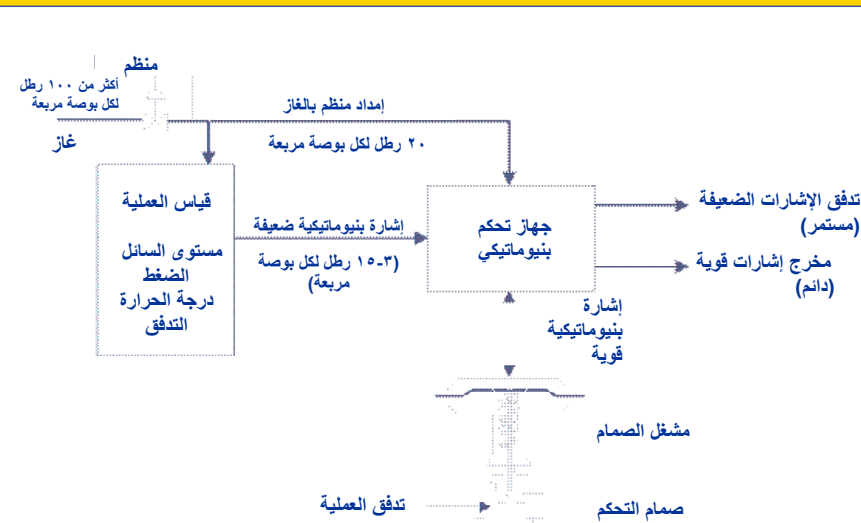 منظم
أكثر من ١٠٠ رطل
لكل بوصة مربعة
غاز
إمداد منظم بالغاز
٢٠ رطل لكل بوصة مربعة
قياس العملية
مستوى السائل
الضغط
درجة الحرارة
التدفق
إشارة بنيوماتيكية ضعيفة
(٣-١٥ رطل لكل بوصة
مربعة)
جهاز تحكم
بنيوماتيكي
تدفق الإشارات الضعيفة
(مستمر)
مخرج إشارات قوية
(دائم)
إشارة
بنيوماتيكية
قوية
مشغل الصمام
تدفق العملية
صمام التحكم